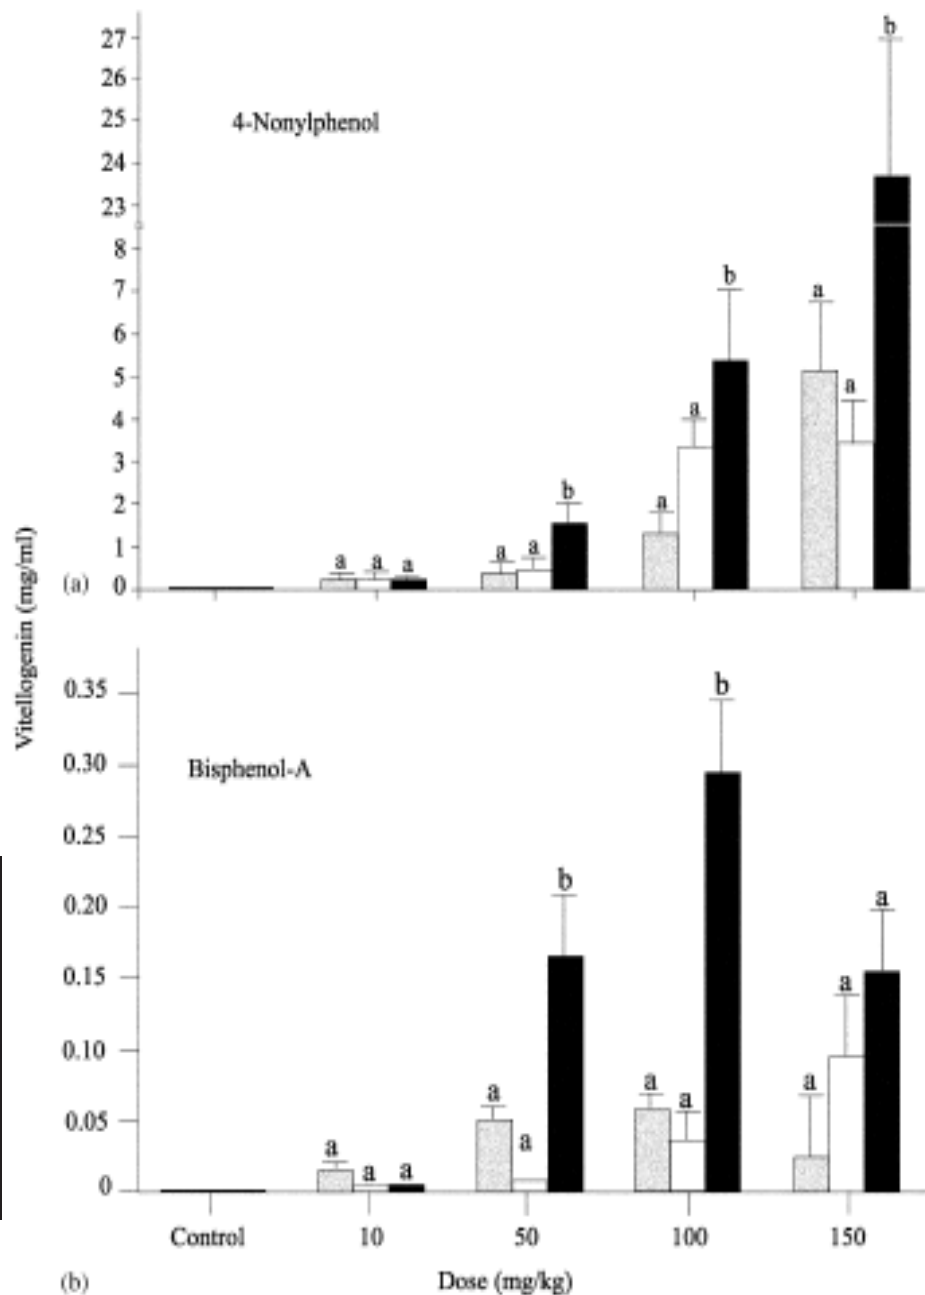 27
26
25
24
23
8
7
6
5
4
3
2
1
0
4-Nonylphenol
a a a
a a b
a a b
a a b
(a)
Vitellogenin (mg/ml)
0.35
0.30
0.25
0.20
0.15
0.10
0.05
0
Bisphenol-A
a a a
a a b
a a b
a a a
Control 10 50 100 150
(b)
Dose (mg/kg)